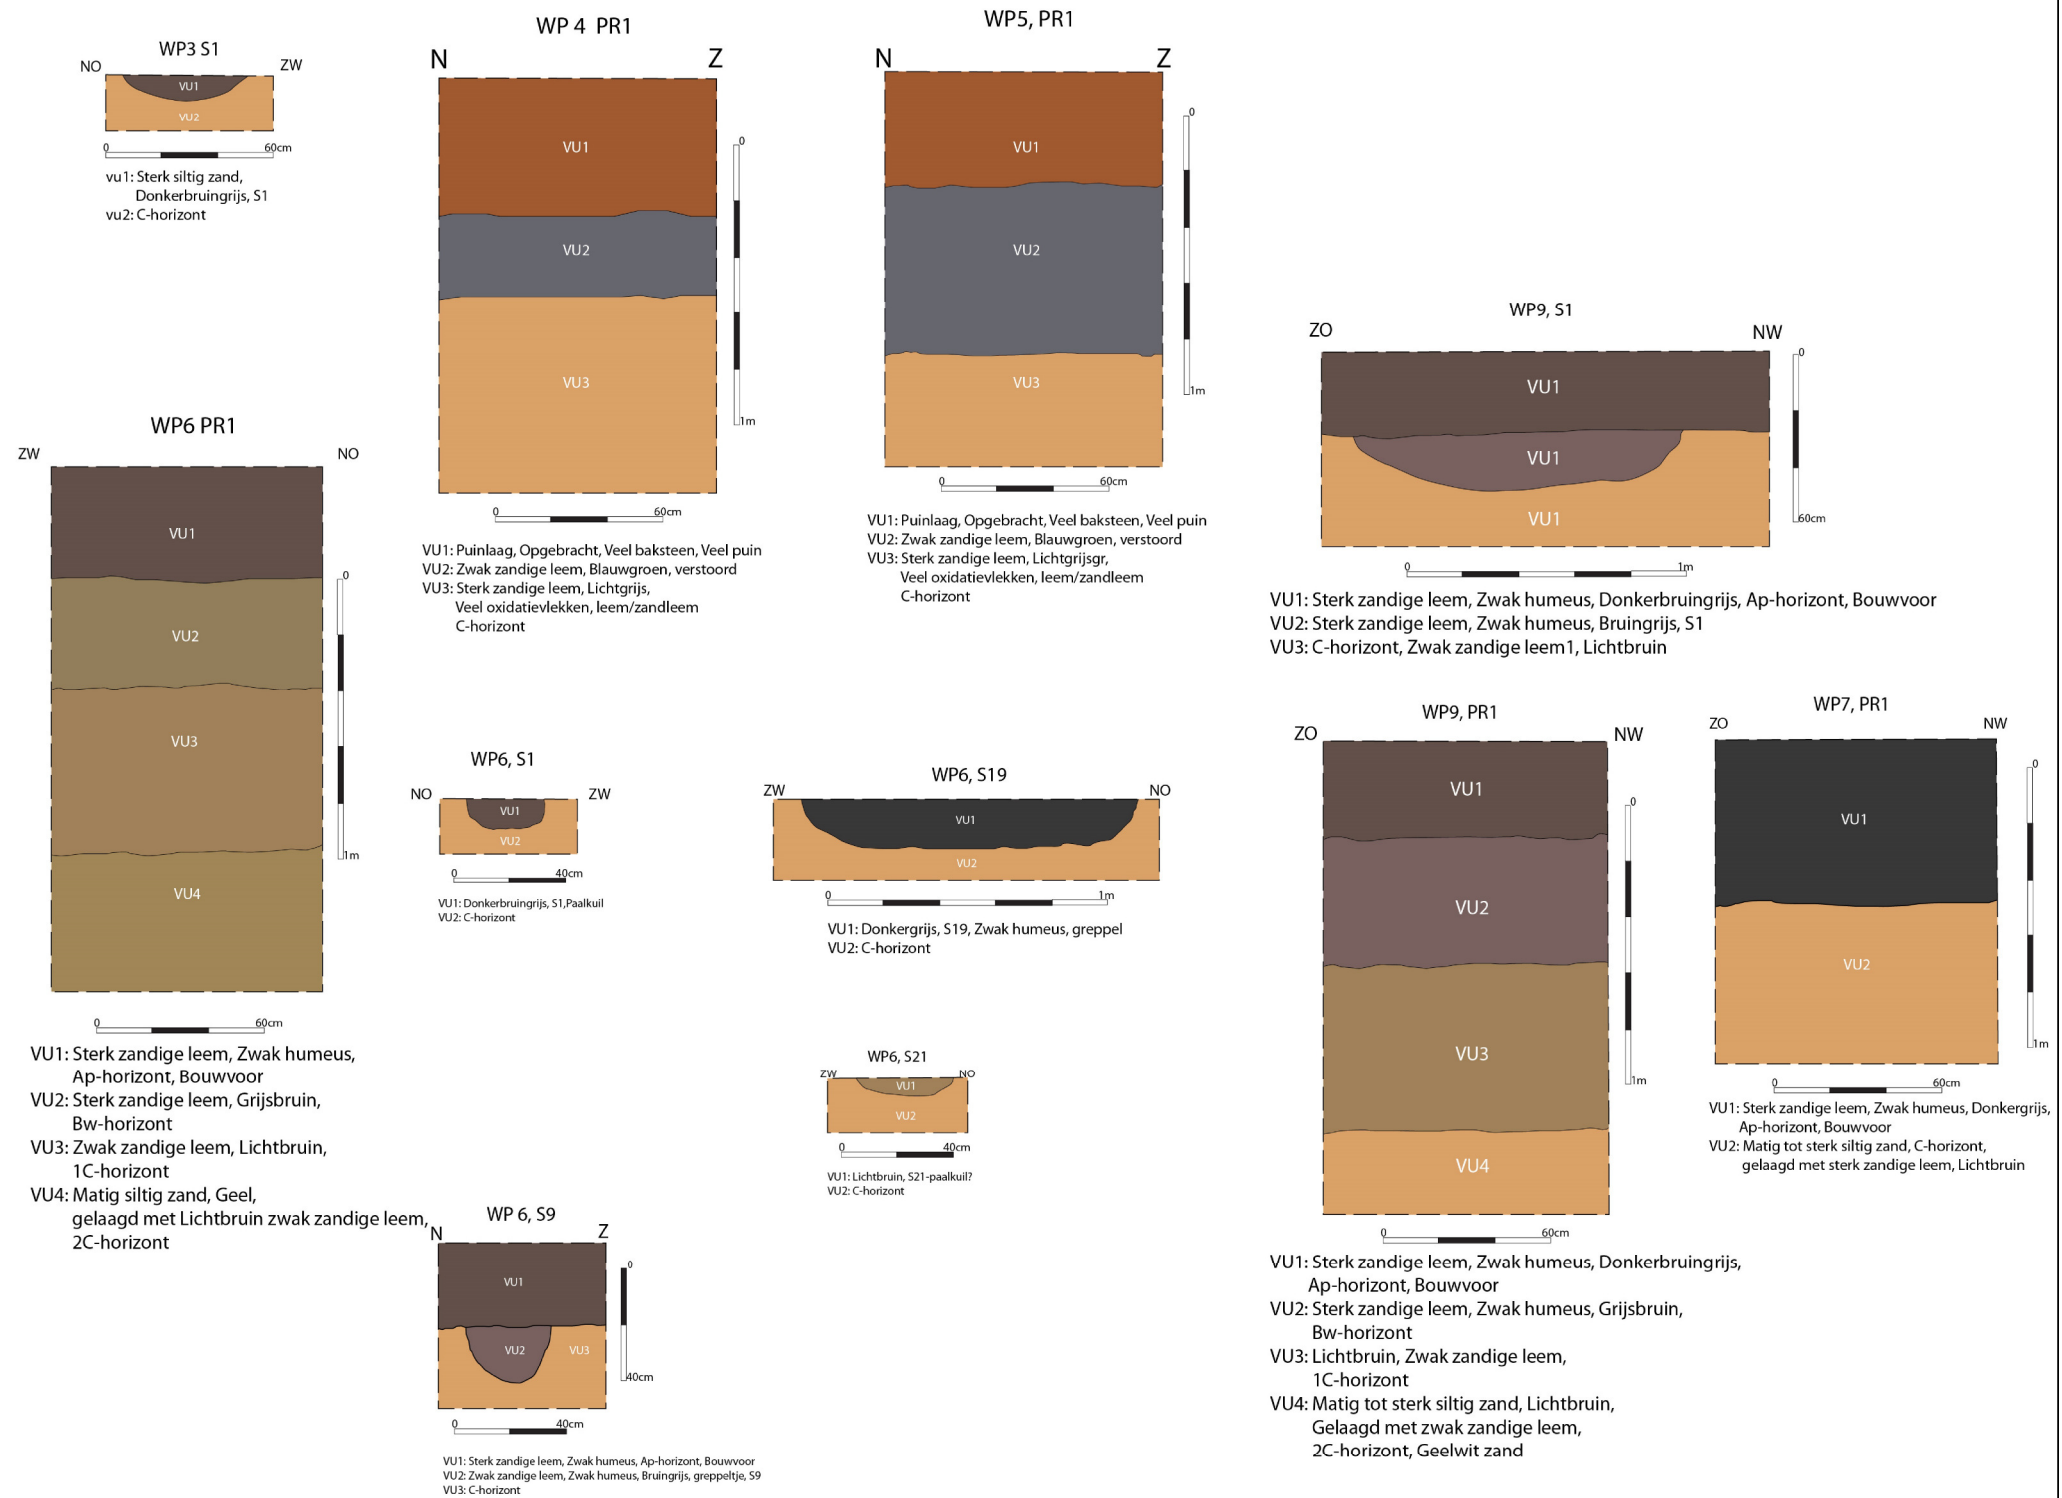 WP3 S1
NO
ZW
VU1
VU2
0
60cm
vu1: Sterk siltig zand,
Donkerbruingrijs, S1
vu2: C-horizont
WP 4 PR1
N
Z
VU1
VU2
VU3
0
1m
0
60cm
VU1: Puinlaag, Opgebracht, Veel baksteen, Veel puin
VU2: Zwak zandige leem, Blauwgroen, verstoord
VU3: Sterk zandige leem, Lichtgrijs,
Veel oxidatievlekken, leem/zandleem
C-horizont
WP5, PR1
N
Z
VU1
VU2
VU3
0
1m
0
60cm
VU1: Puinlaag, Opgebracht, Veel baksteen, Veel puin
VU2: Zwak zandige leem, Blauwgroen, verstoord
VU3: Sterk zandige leem, Lichtgrijsgr,
Veel oxidatievlekken, leem/zandleem
C-horizont
WP9, S1
ZO
NW
VU1
VU1
VU1
0
60cm
0
1m
VU1: Sterk zandige leem, Zwak humeus, Donkerbruingrijs, Ap-horizont, Bouwvoor
VU2: Sterk zandige leem, Zwak humeus, Bruingrijs, S1
VU3: C-horizont, Zwak zandige leem1, Lichtbruin
WP6 PR1
ZW
NO
VU1
VU2
VU3
VU4
0
1m
0
60cm
VU1: Sterk zandige leem, Zwak humeus,
Ap-horizont, Bouwvoor
VU2: Sterk zandige leem, Grijsbruin,
Bw-horizont
VU3: Zwak zandige leem, Lichtbruin,
1C-horizont
VU4: Matig siltig zand, Geel,
gelaagd met Lichtbruin zwak zandige leem,
2C-horizont
WP6, S1
NO
ZW
VU1
VU2
0
40cm
VU1: Donkerbruingrijs, S1,Paalkuil
VU2: C-horizont
WP6, S19
ZW
NO
VU1
VU2
0
1m
VU1: Donkergrijs, S19, Zwak humeus, greppel
VU2: C-horizont
WP6, S21
ZW
NO
VU1
VU2
0
40cm
VU1: Lichtbruin, S21-paalkuil?
VU2: C-horizont
WP 6, S9
N
Z
VU1
VU2
VU3
0
40cm
0
40cm
VU1: Sterk zandige leem, Zwak humeus, Ap-horizont, Bouwvoor
VU2: Zwak zandige leem, Zwak humeus, Bruingrijs, greppeltje, S9
VU3: C-horizont
WP9, PR1
ZO
NW
VU1
VU2
VU3
VU4
0
1m
0
60cm
VU1: Sterk zandige leem, Zwak humeus, Donkerbruingrijs,
Ap-horizont, Bouwvoor
VU2: Sterk zandige leem, Zwak humeus, Grijsbruin,
Bw-horizont
VU3: Lichtbruin, Zwak zandige leem,
1C-horizont
VU4: Matig tot sterk siltig zand, Lichtbruin,
Gelaagd met zwak zandige leem,
2C-horizont, Geelwit zand
WP7, PR1
ZO
NW
VU1
VU2
0
1m
0
60cm
VU1: Sterk zandige leem, Zwak humeus, Donkergrijs,
Ap-horizont, Bouwvoor
VU2: Matig tot sterk siltig zand, C-horizont,
gelaagd met sterk zandige leem, Lichtbruin